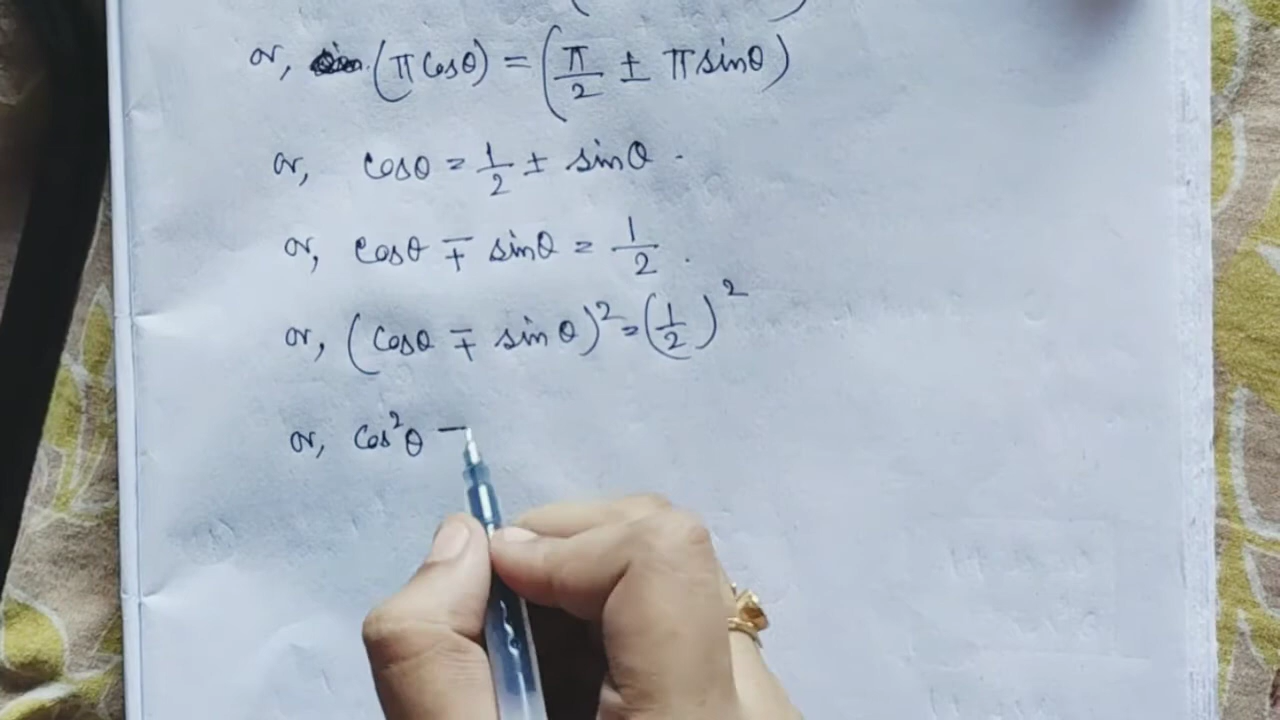 or, (π cosθ) = (π/2 ± π sinθ)
or, cosθ = 1/2 ± sinθ.
or, cosθ ∓ sinθ = 1/2.
or, (cosθ ∓ sinθ)² = (1/2)²
or, cos²θ −